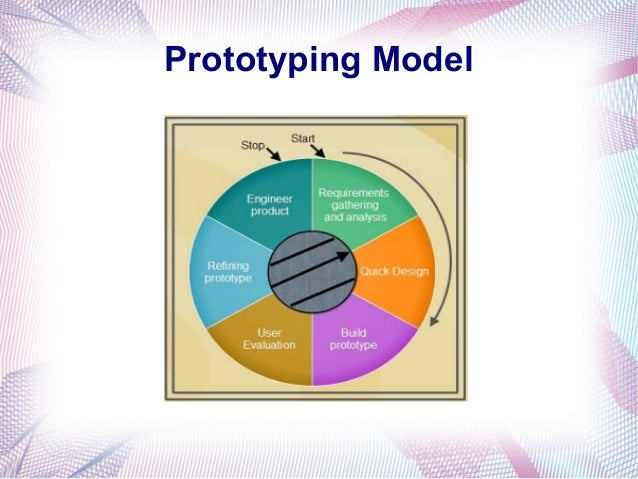 Prototyping Model
Stop
Start
Engineer
product
Requirements
gathering
and analysis
Refining
prototype
Quick Design
User
Evaluation
Build
prototype